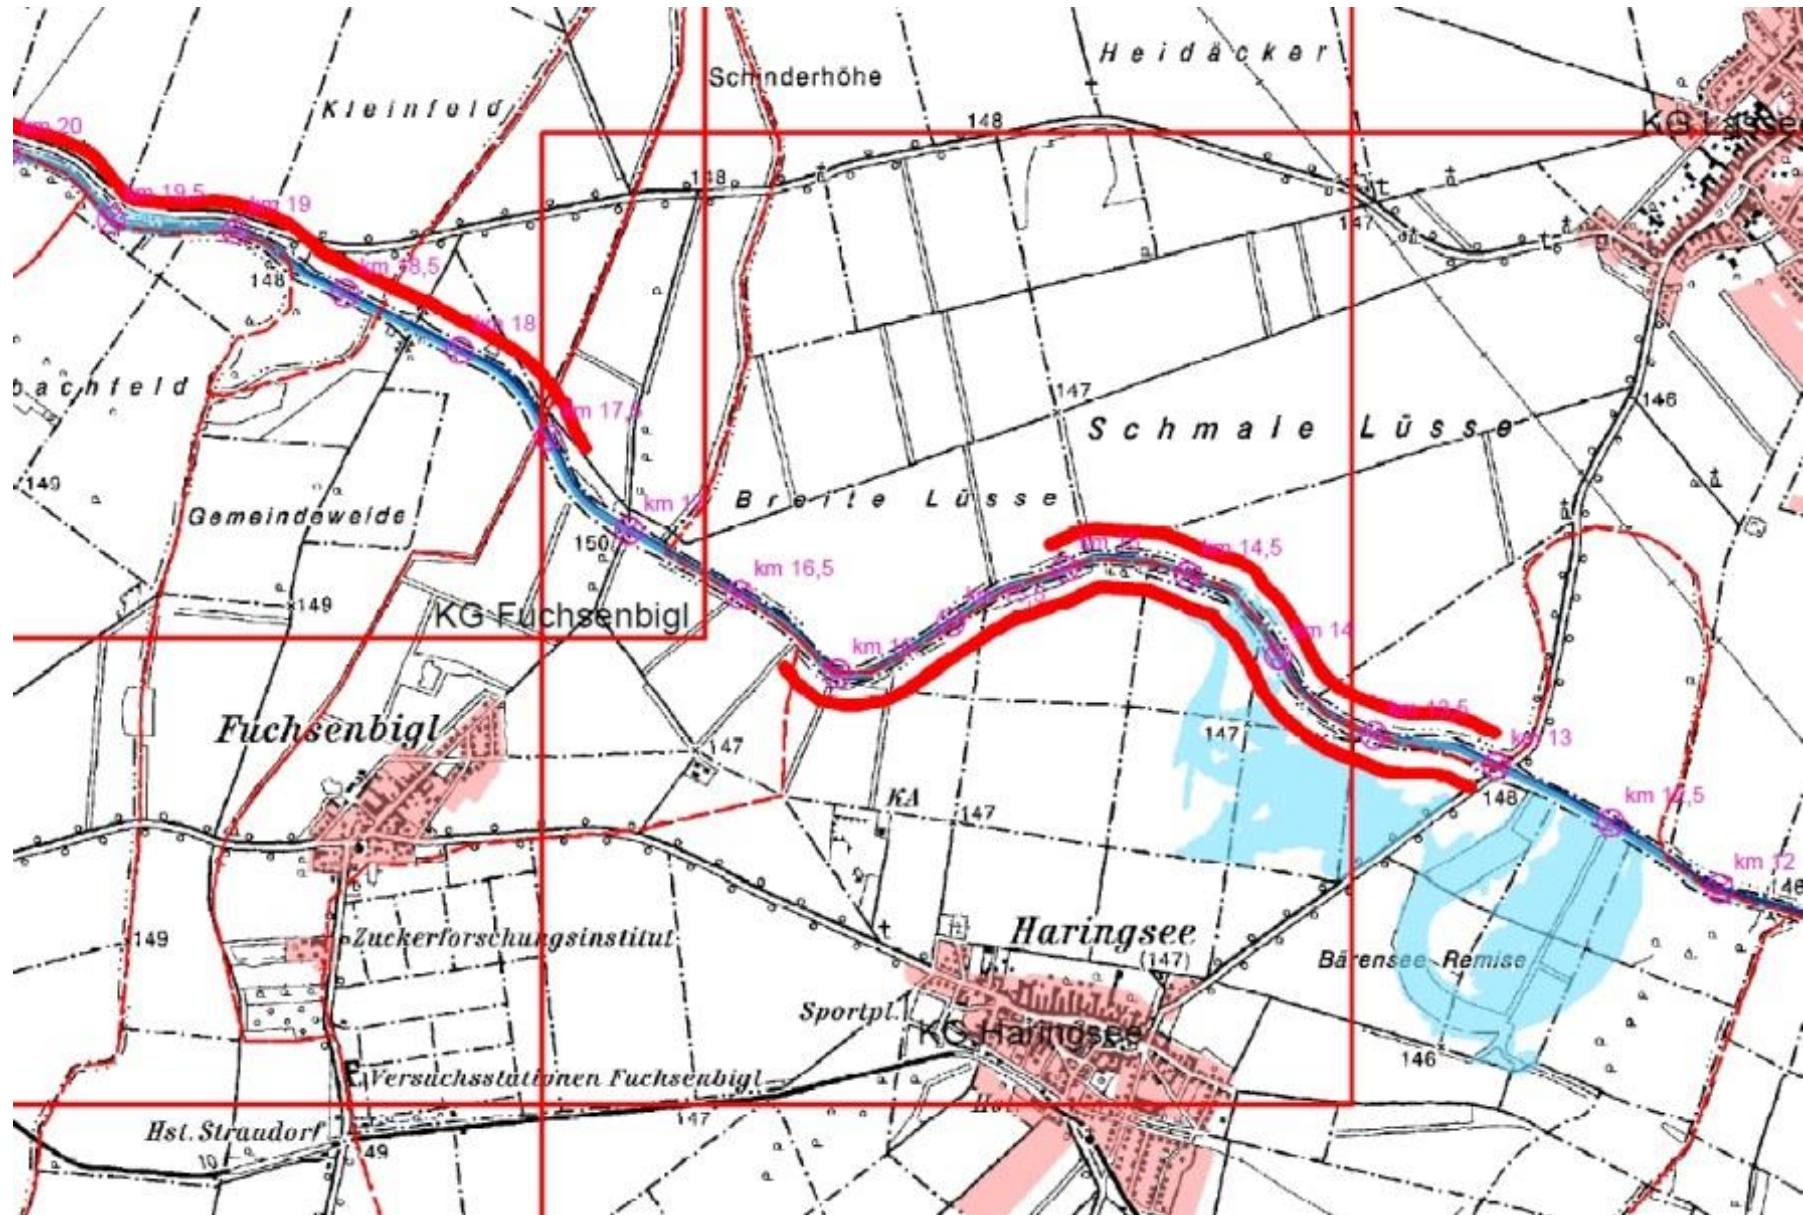 Heidäcker
Schinderhöhe
Kleinfeld
km 20
148
KG Lassee
148
km 19,5
km 19
147
km 18,5
148
km 18
bachfeld
147
146
km 17,5
Schmale Lüsse
149
Breite Lüsse
km 17
Gemeindeweide
150
km 14,5
km 16,5
149
KG Fuchsenbigl
km 14
km 13,5
Fuchsenbigl
147
147
km 13
KA
148
147
km 12,5
km 12
146
149
Zuckerforschungsinstitut
Haringsee
(147)
Bärensee-Remise
Sportpl.
KG Haringsee
146
Versuchsstationen Fuchsenbigl
147
Hst. Straudorf
149